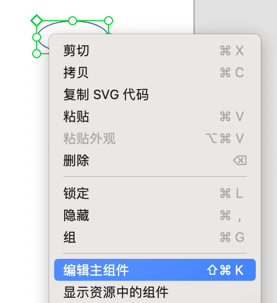 剪切 ⌘ X
拷贝 ⌘ C
复制 SVG 代码
粘贴 ⌘ V
粘贴外观 ⌥⌘ V
删除 ⌫
锁定 ⌘ L
隐藏 ⌘ ,
组 ⌘ G
编辑主组件 ⇧⌘ K
显示资源中的组件